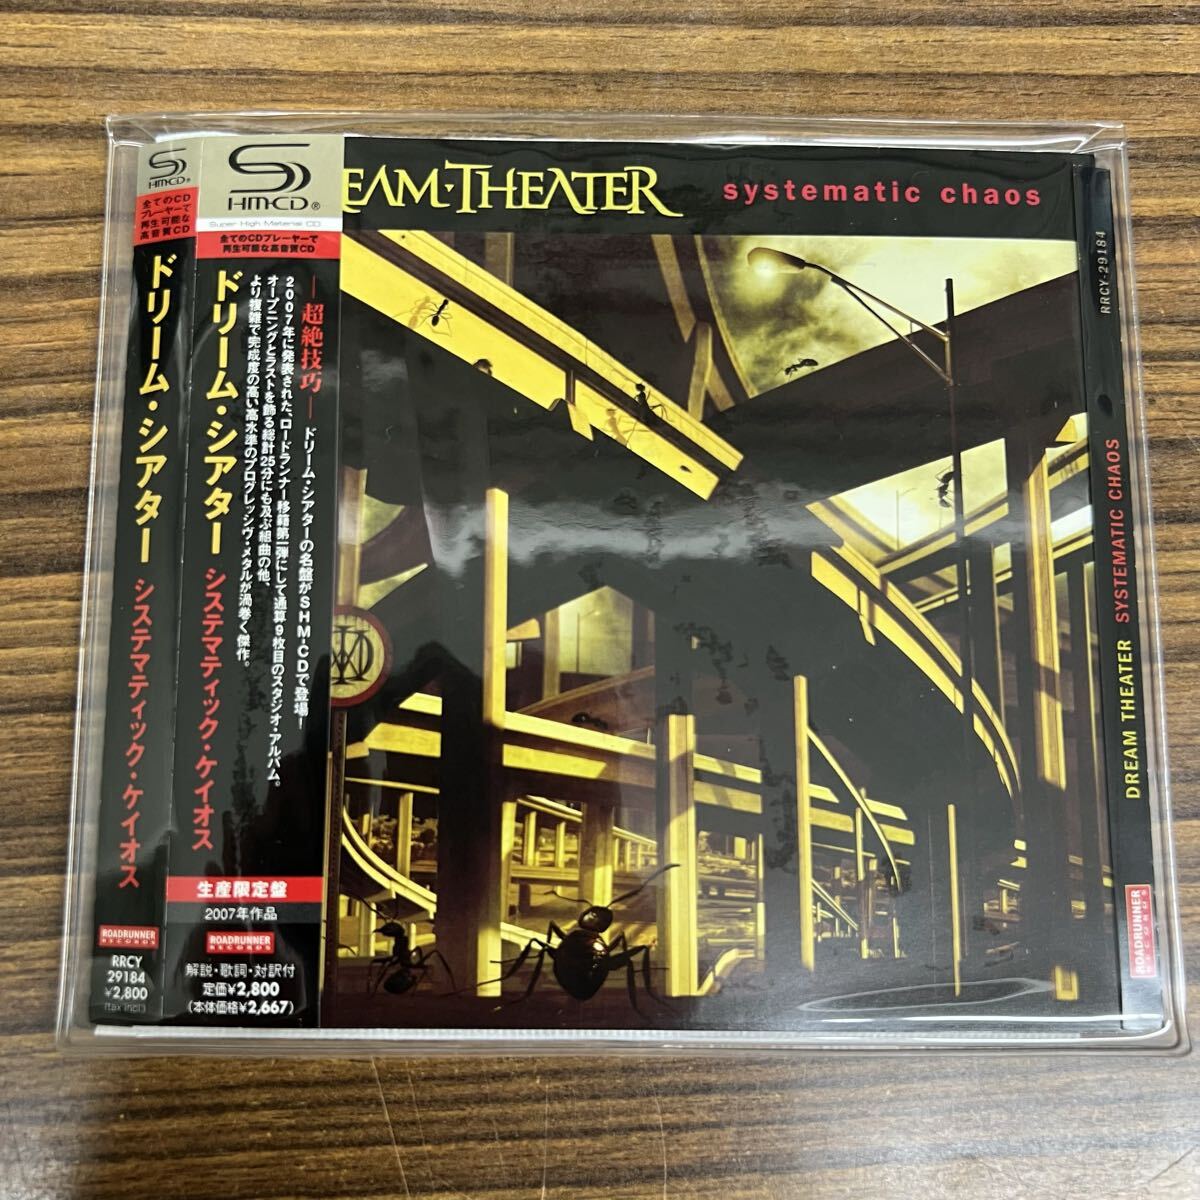 SHM-CD®
全てのCD
プレーヤーで
再生可能な
高音質CD
ドリーム・シアター
システマティック・ケイオス
ROADRUNNER
RECORDS
RRCY
29184
¥2,800
(tax incl)
SHM-CD®
Super High Material CD
全てのCDプレーヤーで
再生可能な高音質CD
ドリーム・シアター
システマティック・ケイオス
―超絶技巧― ドリーム・シアターの名盤がSHM-CDで登場!
2007年に発表された、ロードランナー移籍第一弾にして通算9枚目のスタジオ・アルバム。
オープニングとラストを飾る総計25分にも及ぶ組曲の他、
より複雑で完成度の高い高水準のプログレッシヴ・メタルが渦巻く傑作。
生産限定盤
2007年作品
ROADRUNNER
RECORDS
解説・歌詞・対訳付
定価¥2,800
(本体価格¥2,667)
EAM·THEATER
systematic chaos
RRCY-29184
DREAM THEATER SYSTEMATIC CHAOS
ROADRUNNER
RECORDS